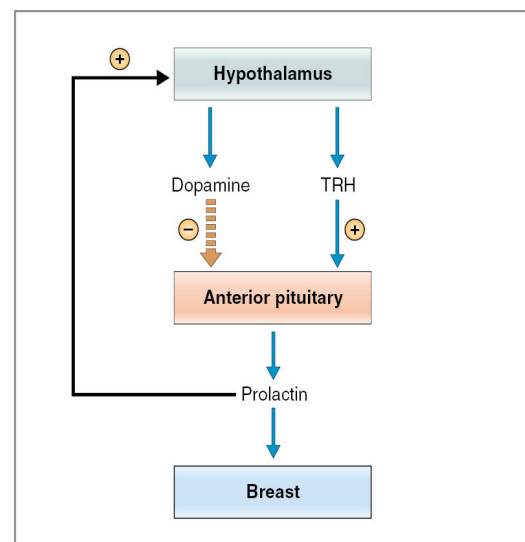 +
Hypothalamus
Dopamine TRH
− +
Anterior pituitary
Prolactin
Breast